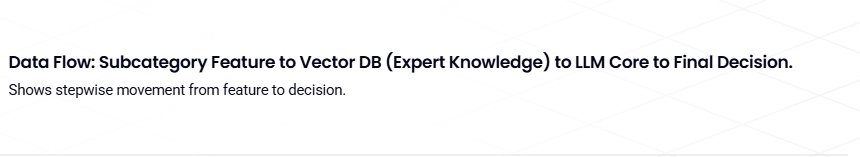 Data Flow: Subcategory Feature to Vector DB (Expert Knowledge) to LLM Core to Final Decision.
Shows stepwise movement from feature to decision.